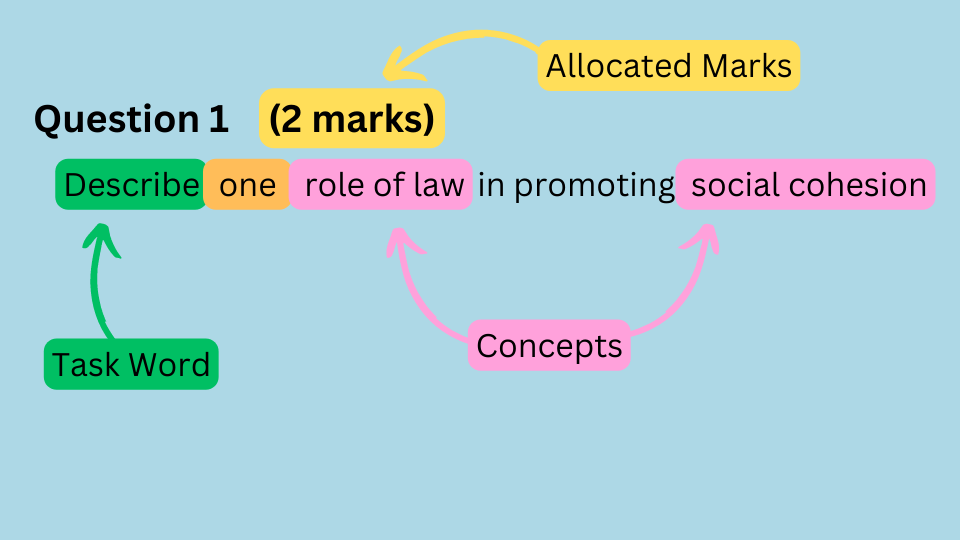 Allocated Marks
Question 1 (2 marks)
Describe one role of law in promoting social cohesion
Concepts
Task Word